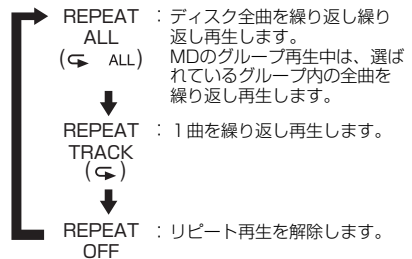 REPEAT ALL (ALL) : ディスク全曲を繰り返し繰り
返し再生します。
MDのグループ再生中は、選ば
れているグループ内の全曲を
繰り返し再生します。
REPEAT TRACK : 1曲を繰り返し再生します。
REPEAT OFF : リピート再生を解除します。